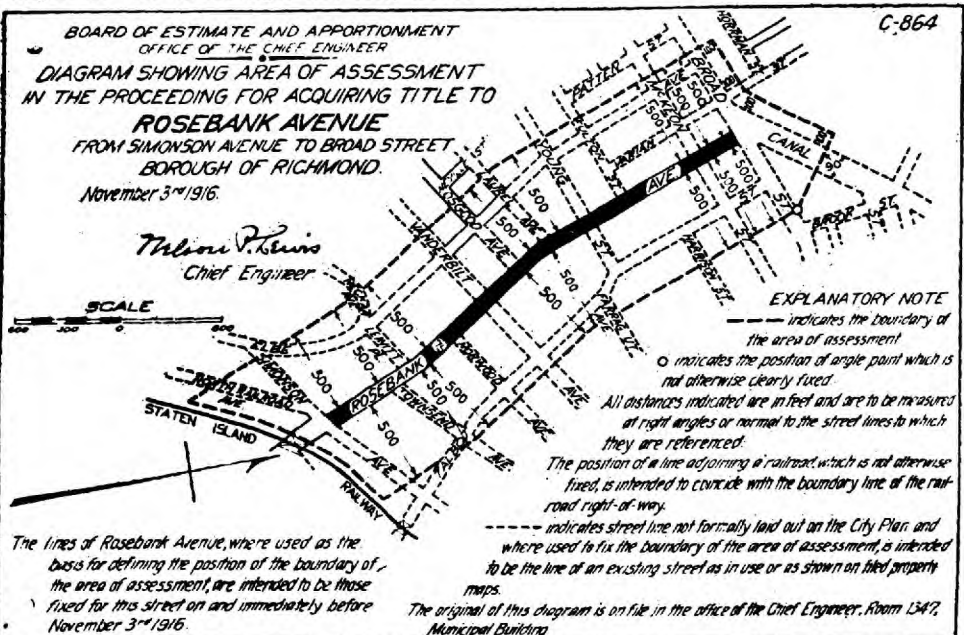 C-864
BOARD OF ESTIMATE AND APPORTIONMENT
OFFICE OF THE CHIEF ENGINEER
DIAGRAM SHOWING AREA OF ASSESSMENT
IN THE PROCEEDING FOR ACQUIRING TITLE TO
ROSEBANK AVENUE
FROM SIMONSON AVENUE TO BROAD STREET
BOROUGH OF RICHMOND.
November 3rd 1916.
Nelson P. Lewis
Chief Engineer
SCALE
600 300 0 600
BROAD
ST.
CANAL
ST.
YOUNG
ST.
VANDERBILT
AVE.
OSGOOD
AVE.
HARRISON ST.
ROSEBANK
AVE.
500
500
500
500
500
500
500
500
STATEN ISLAND
RAILWAY
EXPLANATORY NOTE
indicates the boundary of
the area of assessment
indicates the position of angle point which is
not otherwise clearly fixed.
All distances indicated are in feet and are to be measured
at right angles or normal to the street lines to which
they are referenced.
The position of a line adjoining a railroad, which is not otherwise
fixed, is intended to coincide with the boundary line of the rail-
road right-of-way.
indicates street line not formally laid out on the City Plan and
where used to fix the boundary of the area of assessment, is intended
to be the line of an existing street as in use or as shown on filed property
maps.
The original of this diagram is on file in the office of the Chief Engineer, Room 1347,
Municipal Building
The lines of Rosebank Avenue, where used as the
basis for defining the position of the boundary of
the area of assessment, are intended to be those
fixed for this street on and immediately before
November 3rd 1916.